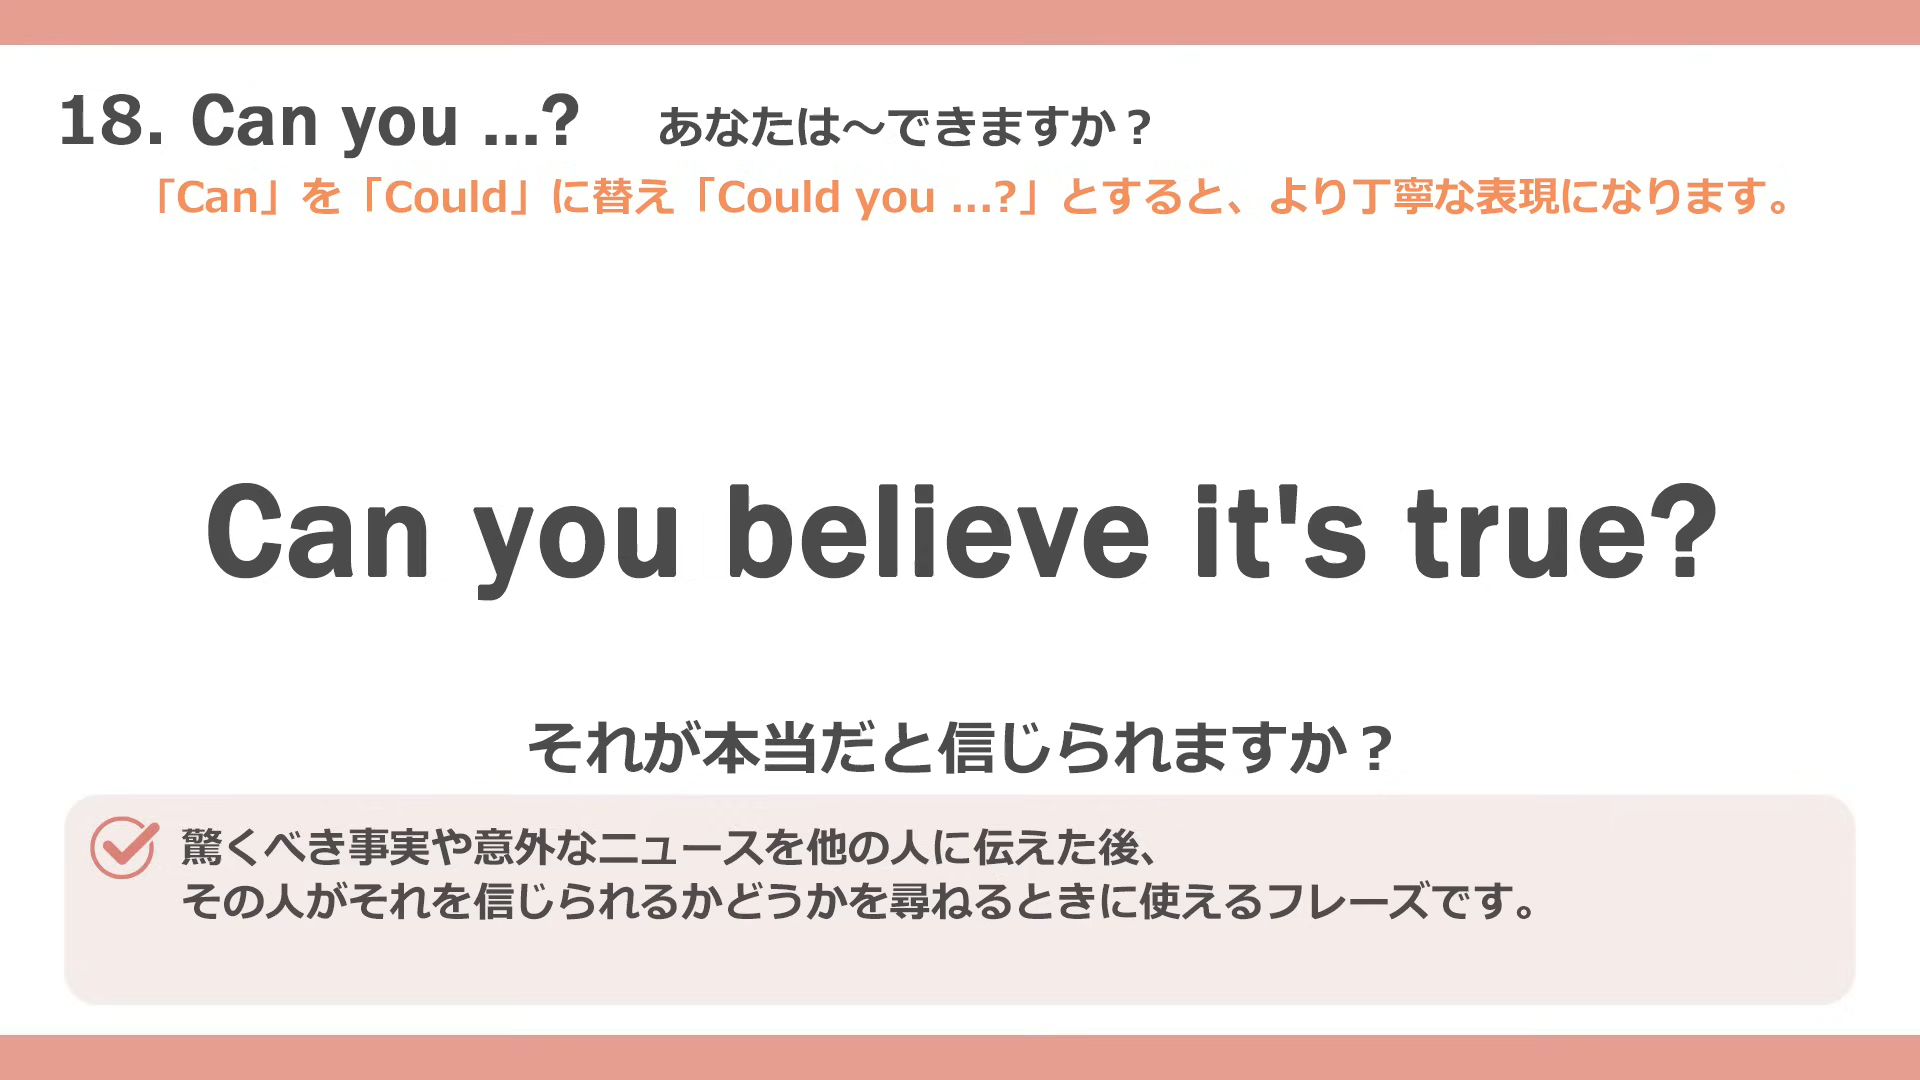 18. Can you ...? あなたは～できますか？
「Can」を「Could」に替え「Could you ...?」とすると、より丁寧な表現になります。
Can you believe it's true?
それが本当だと信じられますか？
驚くべき事実や意外なニュースを他の人に伝えた後、
その人がそれを信じられるかどうかを尋ねるときに使えるフレーズです。